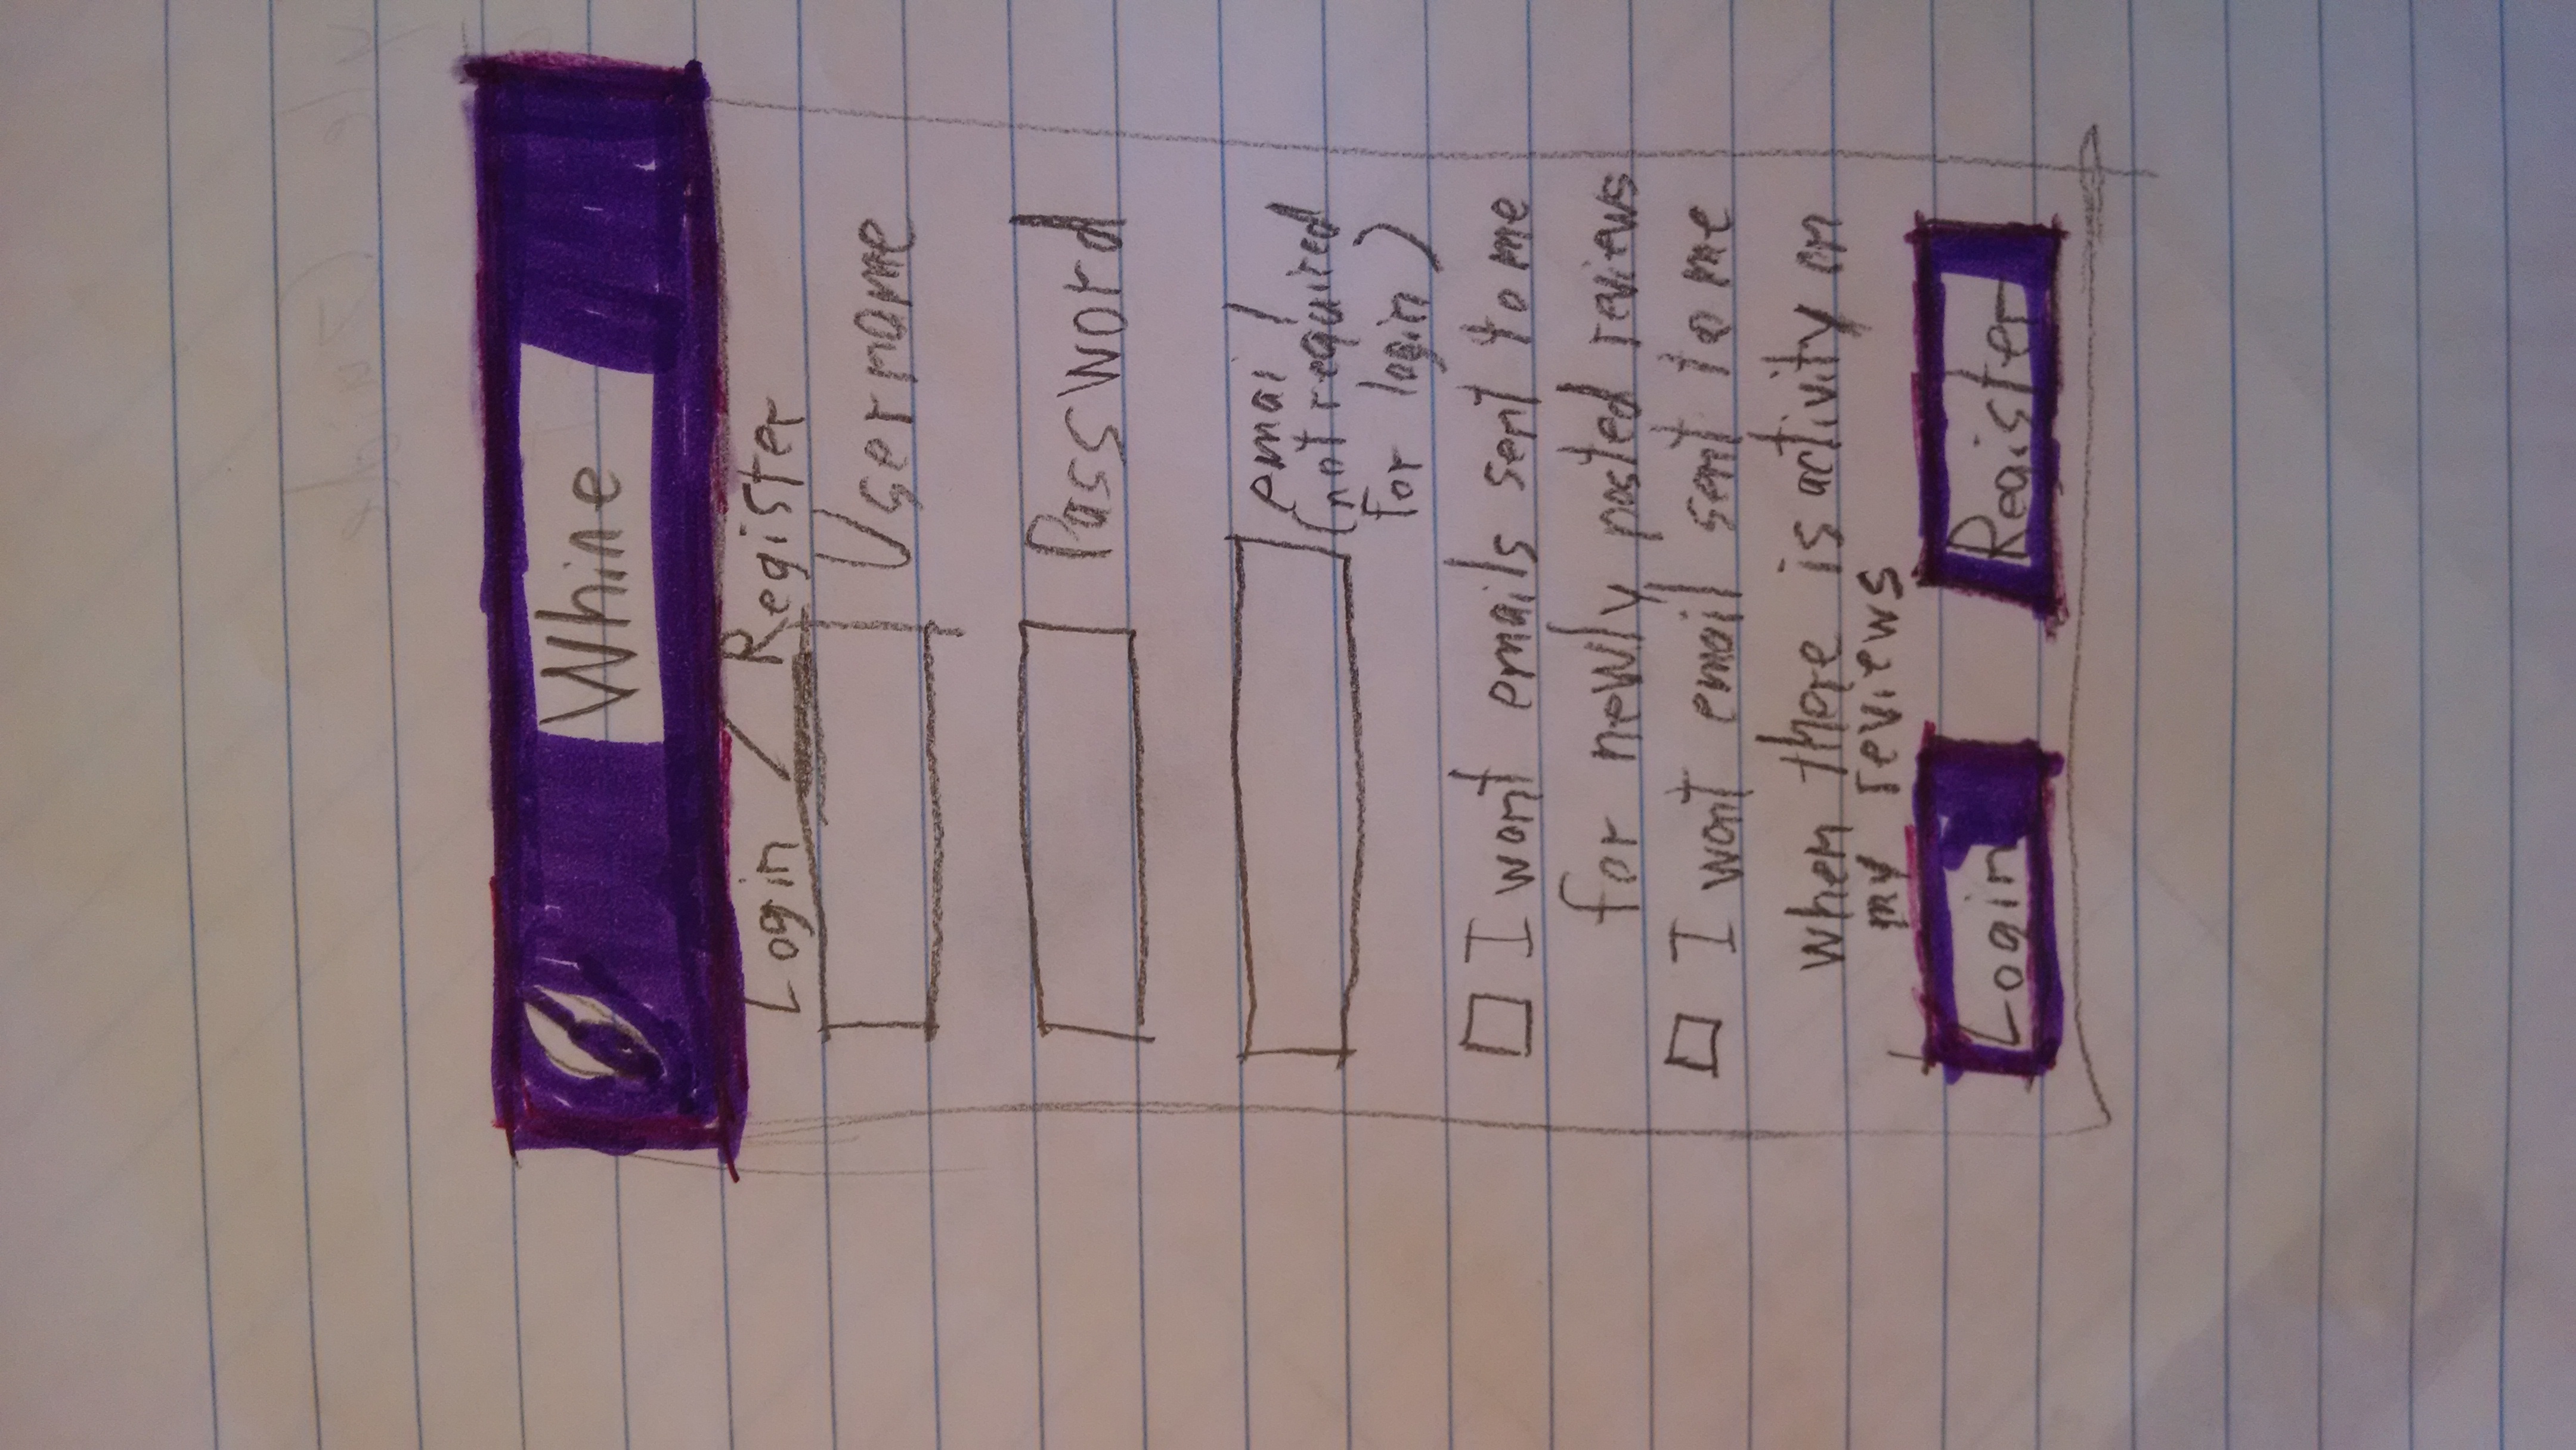 Whine
Login / Register
Username
Password
email
(not required
for login)
I want emails sent to me
for newly posted reviews
I want email sent to me
when there is activity on
my reviews
Login
Register